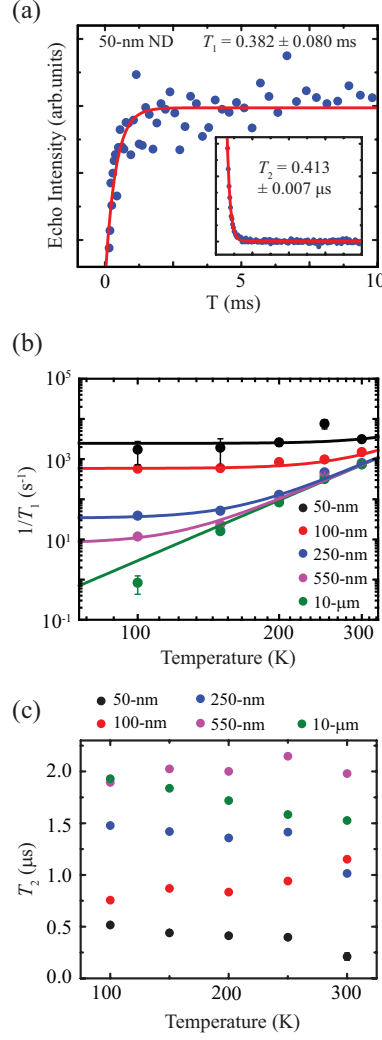 (a)
50-nm ND
T1 = 0.382 ± 0.080 ms
Echo Intensity (arb.units)
T2 = 0.413
± 0.007 μs
0
5
10
T (ms)
(b)
10^5
10^3
10^1
10^-1
1/T1 (s^-1)
50-nm
100-nm
250-nm
550-nm
10-μm
100
200
300
Temperature (K)
(c)
50-nm
250-nm
100-nm
550-nm
10-μm
2.0
1.5
1.0
0.5
0.0
T2 (μs)
100
150
200
250
300
Temperature (K)